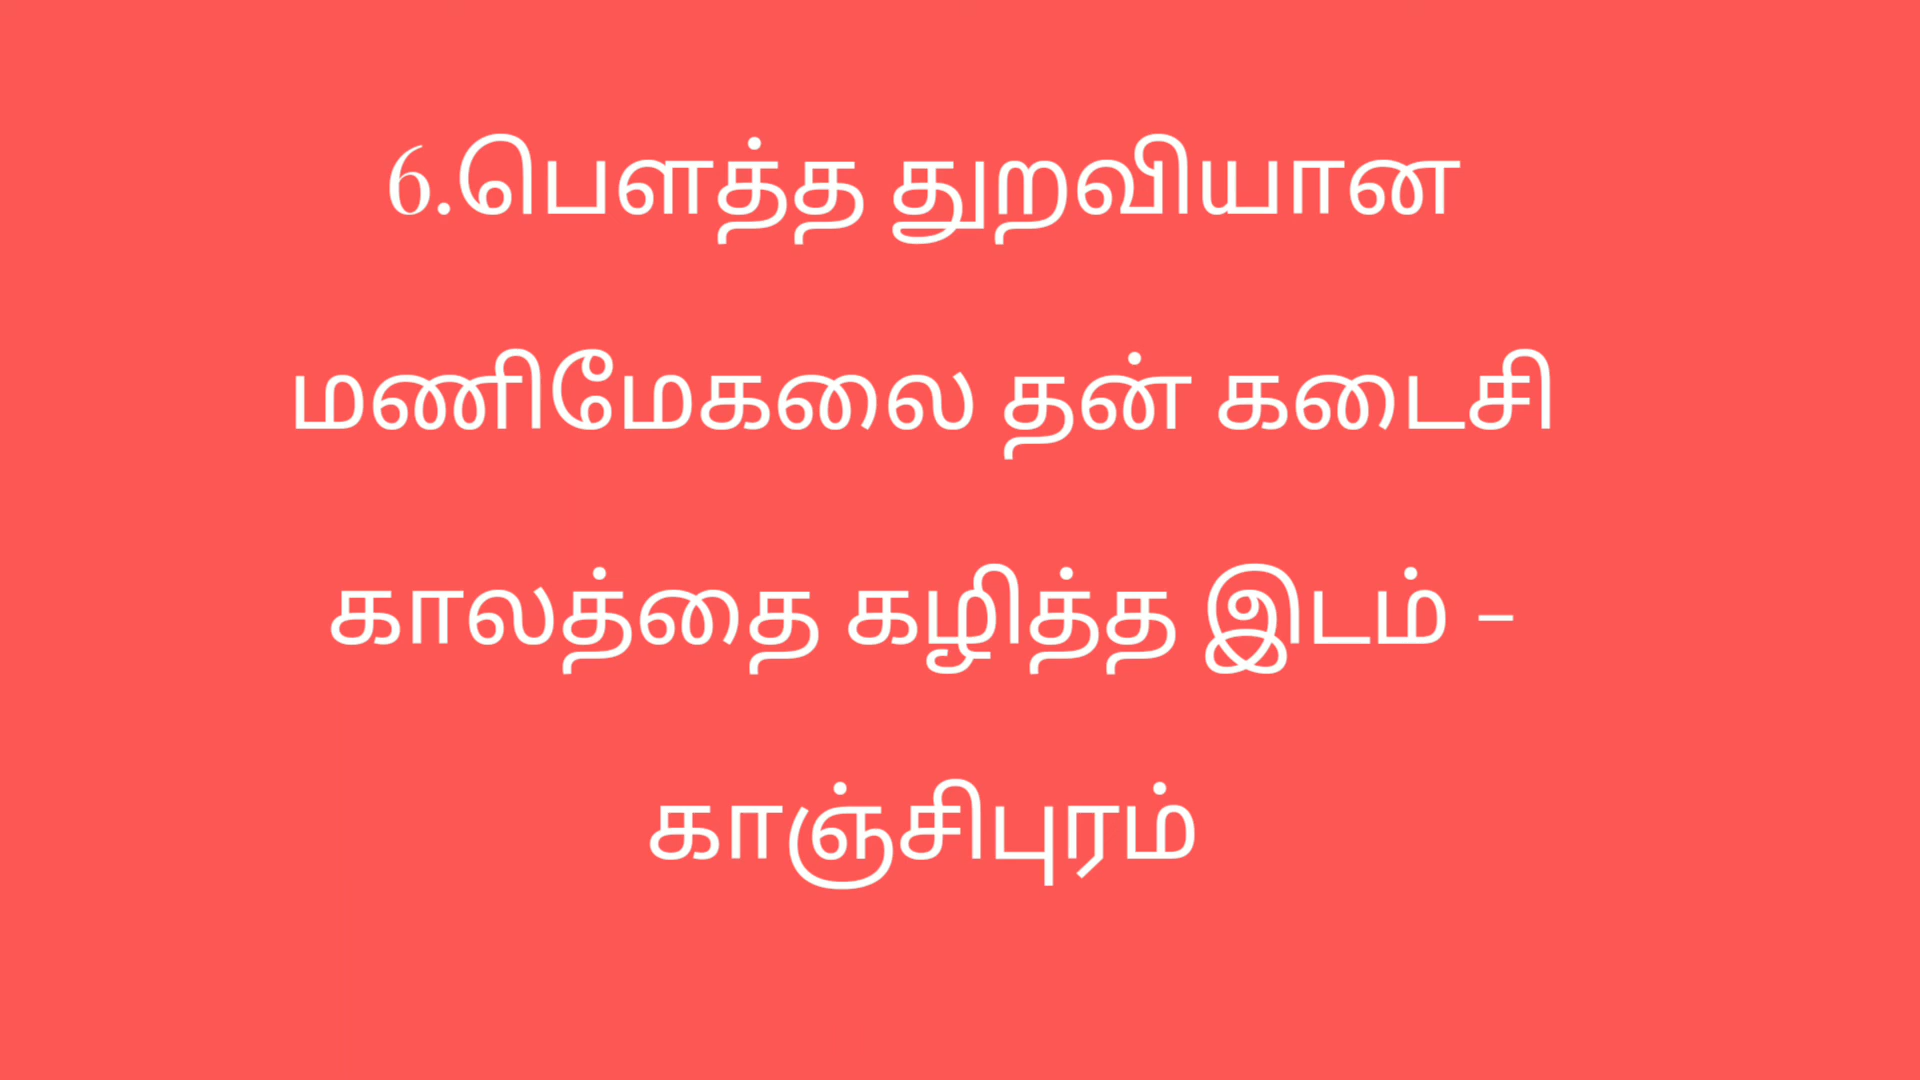 6.பௌத்த துறவியான
மணிமேகலை தன் கடைசி
காலத்தை கழித்த இடம் –
காஞ்சிபுரம்